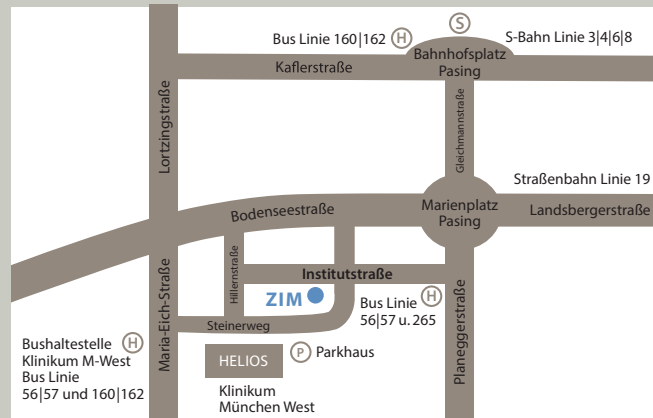 S
Bus Linie 160|162 H
S-Bahn Linie 3|4|6|8
Bahnhofsplatz
Pasing
Kaflerstraße
Lortzingstraße
Gleichmannstraße
Straßenbahn Linie 19
Marienplatz
Pasing
Bodenseestraße
Landsbergerstraße
Hillernstraße
Institutstraße
ZIM
Bus Linie H
56|57 u. 265
Maria-Eich-Straße
Planeggerstraße
Steinerweg
Bushaltestelle H
Klinikum M-West
Bus Linie
56|57 und 160|162
HELIOS
P Parkhaus
Klinikum
München West